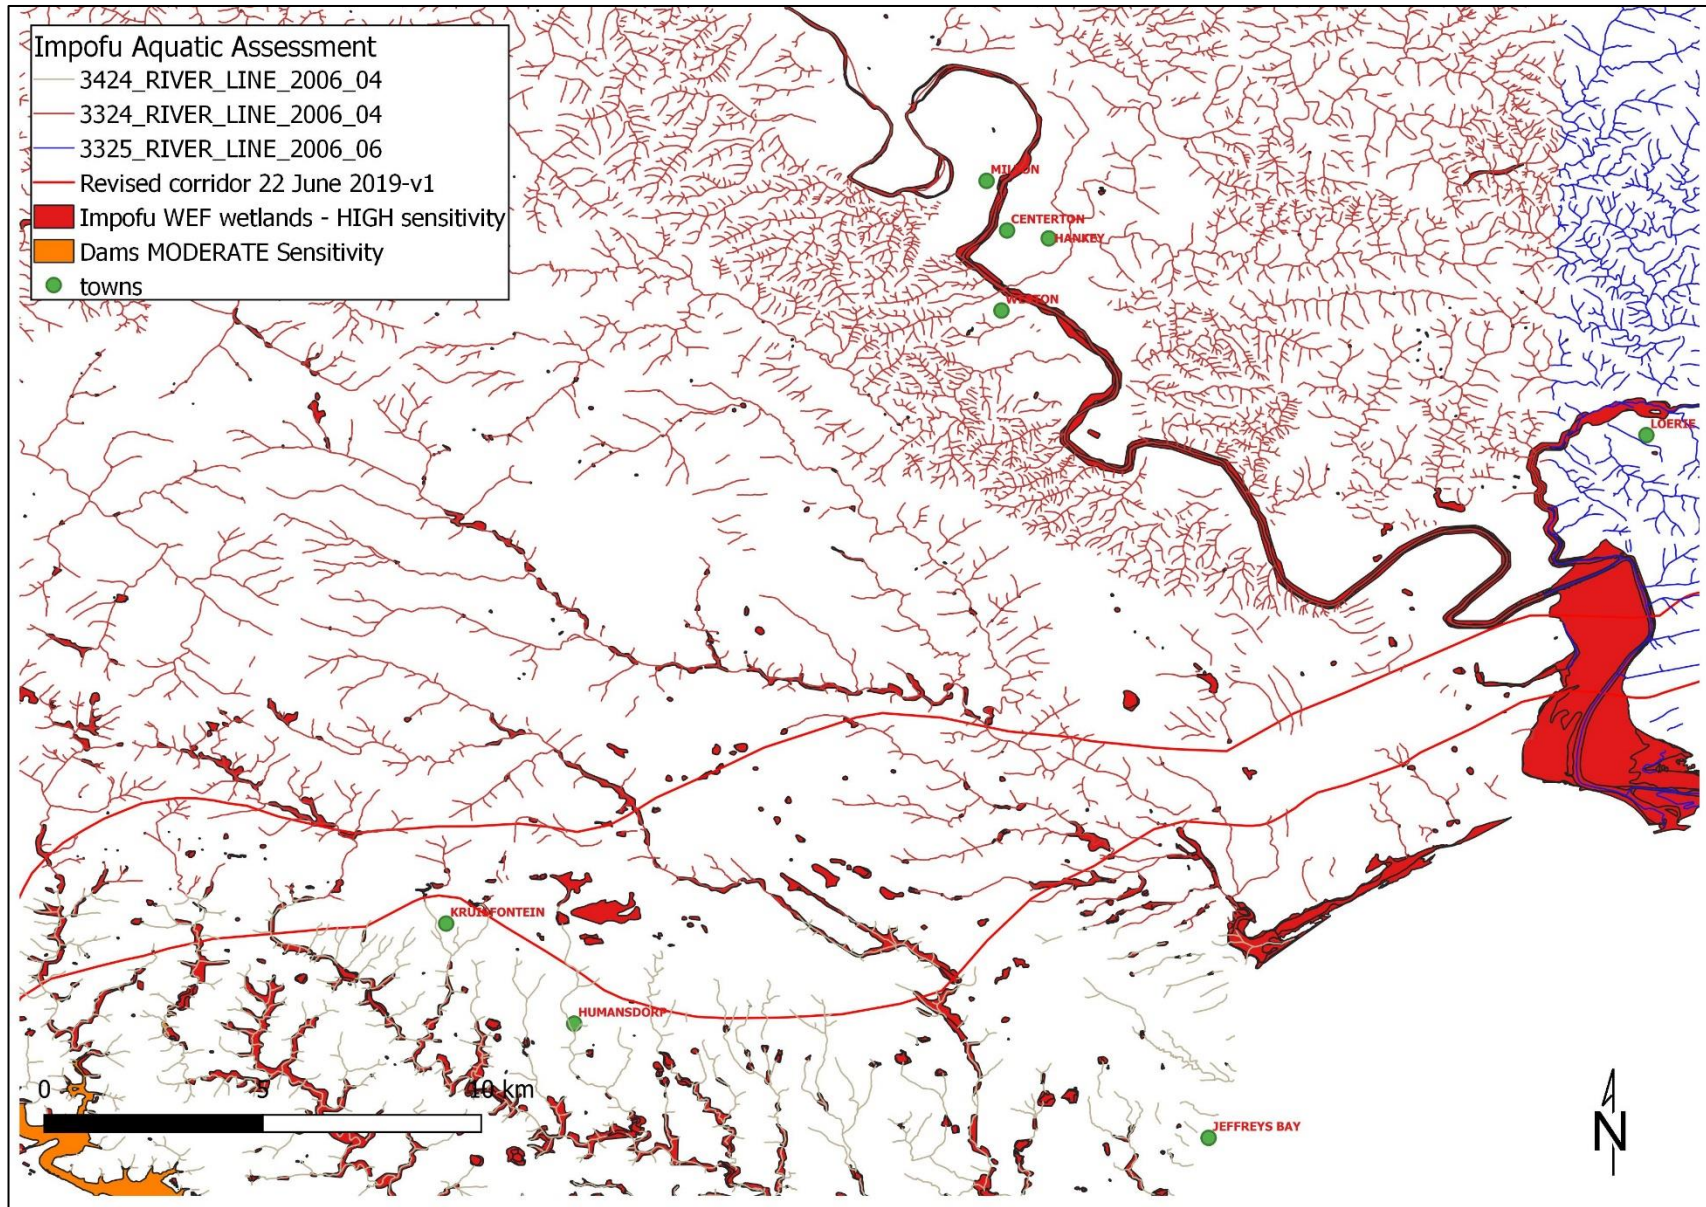 Impofu Aquatic Assessment
3424_RIVER_LINE_2006_04
3324_RIVER_LINE_2006_04
3325_RIVER_LINE_2006_06
Revised corridor 22 June 2019-v1
Impofu WEF wetlands - HIGH sensitivity
Dams MODERATE Sensitivity
towns
CENTERTON
HANKEY
LOERIE
HUMANSDORP
JEFFREYS BAY
0 5 10 km
N